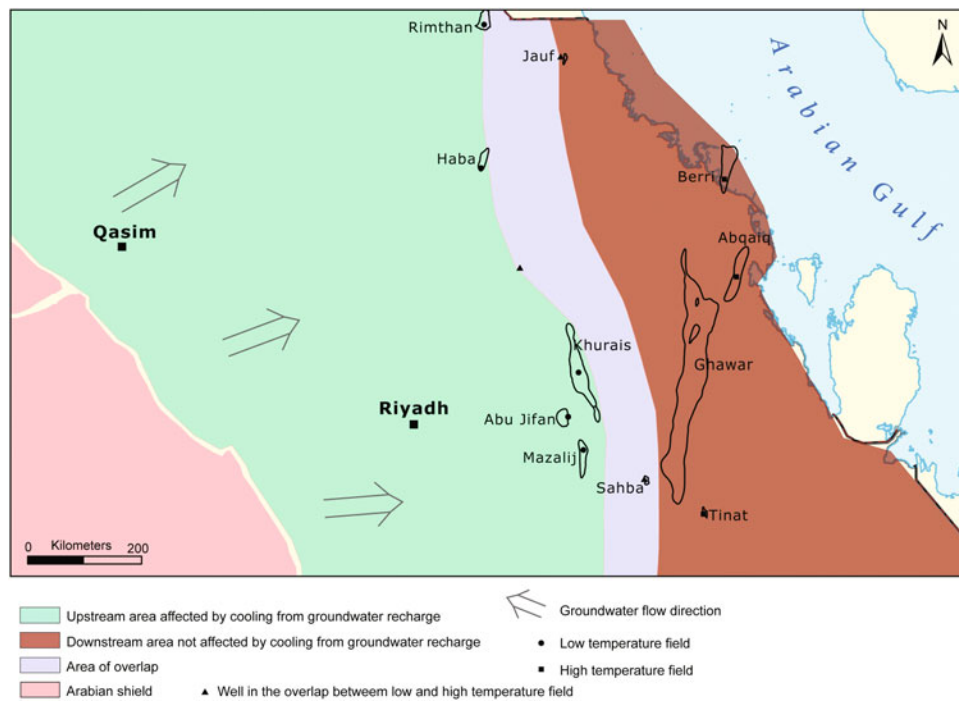 Rimthan
N
Jauf
Arabian Gulf
Haba
Berri
Qasim
Abqaiq
Khurais
Ghawar
Riyadh
Abu Jifan
Mazalij
Sahba
Tinat
Kilometers
0 200
Upstream area affected by cooling from groundwater recharge
Downstream area not affected by cooling from groundwater recharge
Area of overlap
Arabian shield
Groundwater flow direction
Low temperature field
High temperature field
Well in the overlap betweem low and high temperature field